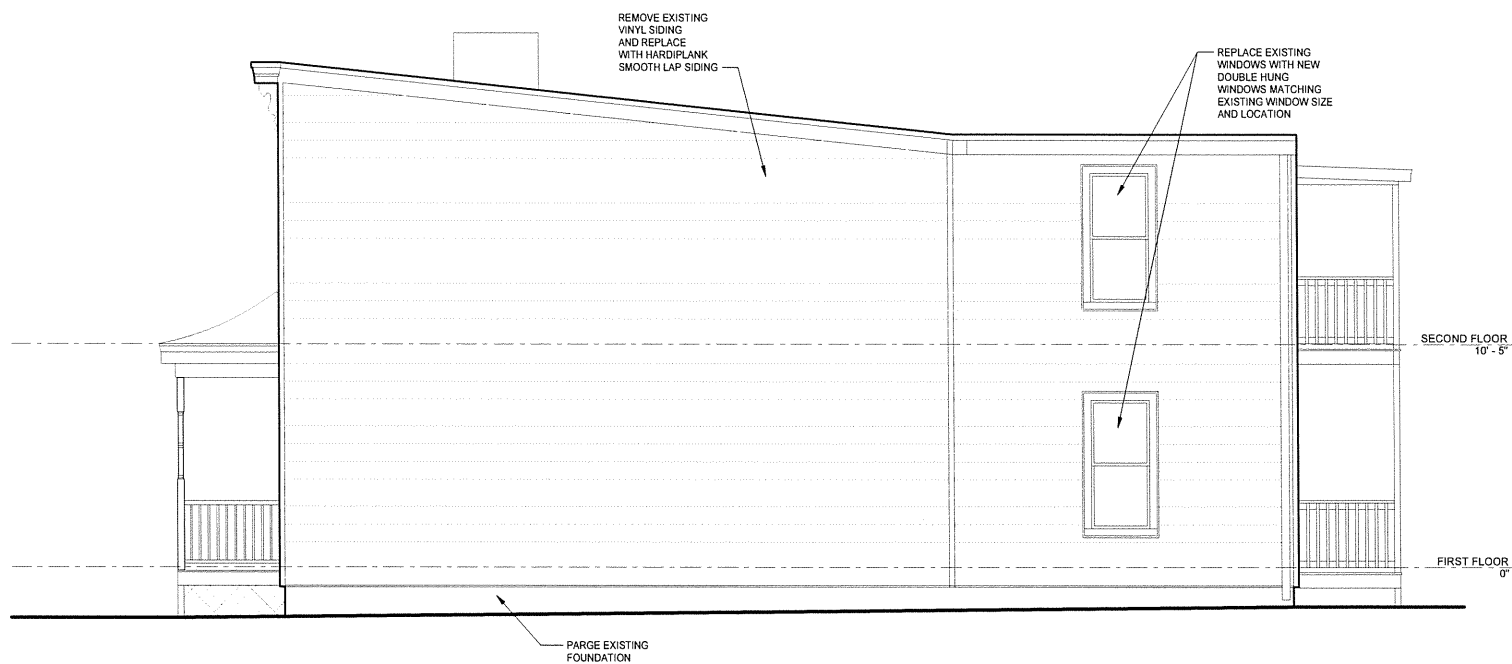 REMOVE EXISTING
VINYL SIDING
AND REPLACE
WITH HARDIPLANK
SMOOTH LAP SIDING
REPLACE EXISTING
WINDOWS WITH NEW
DOUBLE HUNG
WINDOWS MATCHING
EXISTING WINDOW SIZE
AND LOCATION
SECOND FLOOR
10' - 5"
FIRST FLOOR
0"
PARGE EXISTING
FOUNDATION